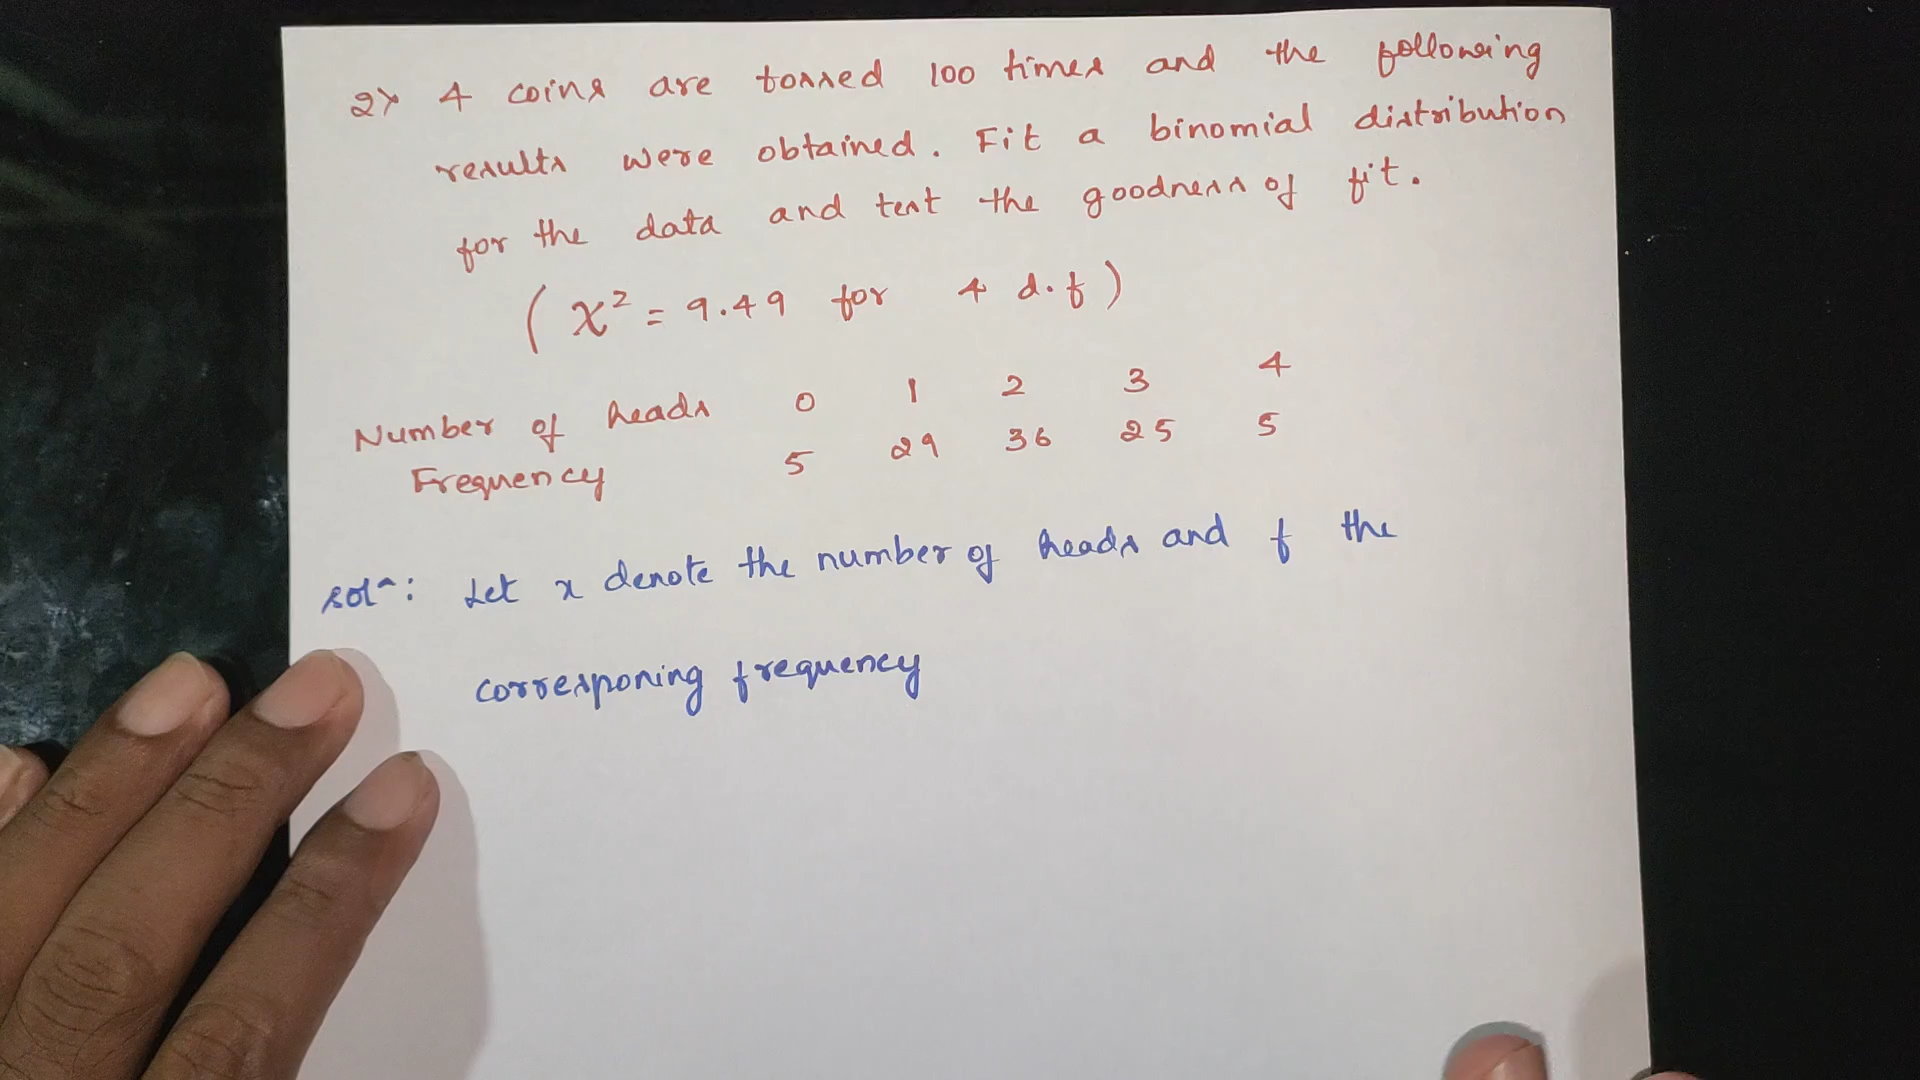 2> 4 coins are tossed 100 times and the following
results were obtained. Fit a binomial distribution
for the data and test the goodness of fit.
( χ² = 9.49 for 4 d.f )
Number of heads 0 1 2 3 4
Frequency 5 29 36 25 5
solⁿ: Let x denote the number of heads and f the
corresponing frequency